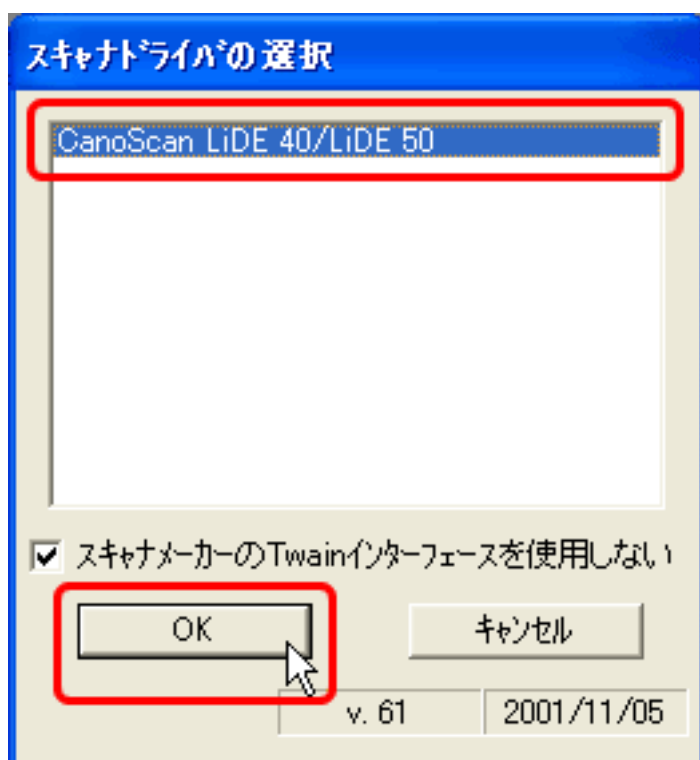 スキャナドライバの選択
CanoScan LiDE 40/LiDE 50
スキャナメーカーのTwainインターフェースを使用しない
OK
キャンセル
v. 61
2001/11/05